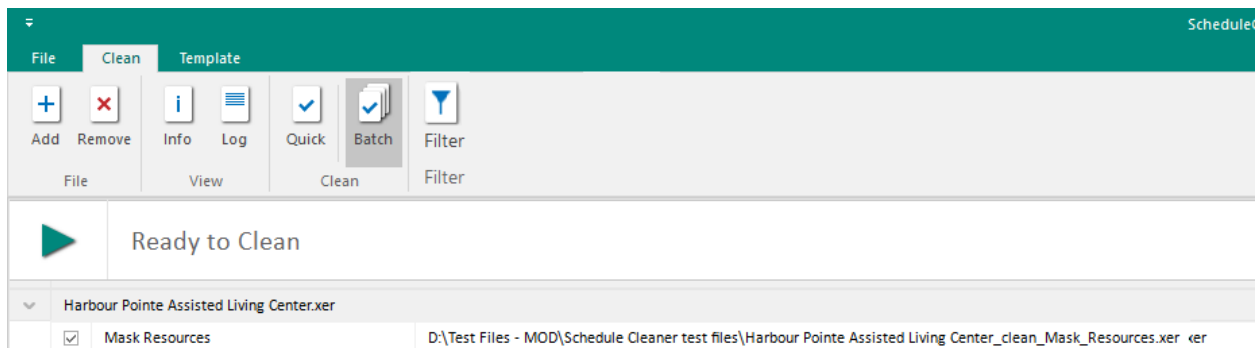 Schedule
File Clean Template
Add Remove Info Log Quick Batch Filter
File View Clean Filter
Ready to Clean
Harbour Pointe Assisted Living Center.xer
Mask Resources D:\Test Files - MOD\Schedule Cleaner test files\Harbour Pointe Assisted Living Center_clean_Mask_Resources.xer